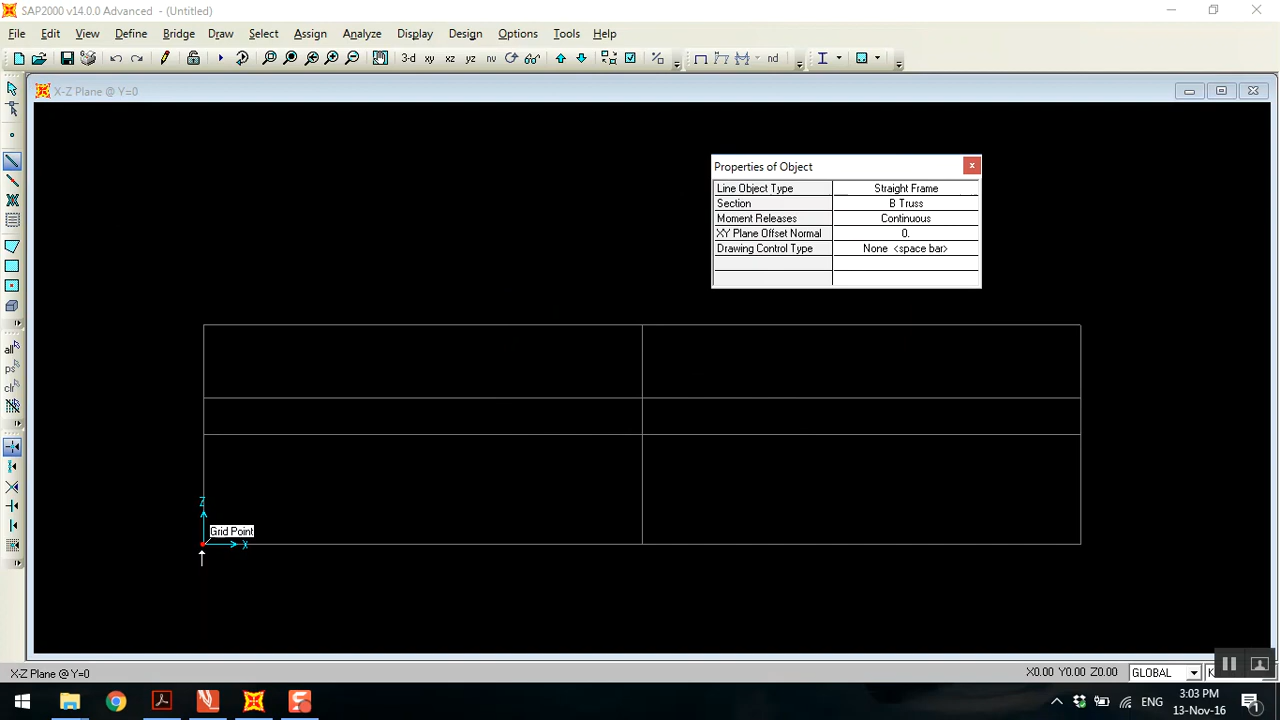 SAP2000 v14.0.0 Advanced - (Untitled)
File Edit View Define Bridge Draw Select Assign Analyze Display Design Options Tools Help
3-d xy xz yz nv nd
X-Z Plane @ Y=0
Properties of Object
Line Object Type Straight Frame
Section B Truss
Moment Releases Continuous
XY Plane Offset Normal 0.
Drawing Control Type None <space bar>
all
ps
clr
Z
Grid Point
X
X-Z Plane @ Y=0
X0.00 Y0.00 Z0.00
GLOBAL
K
ENG
3:03 PM
13-Nov-16
1